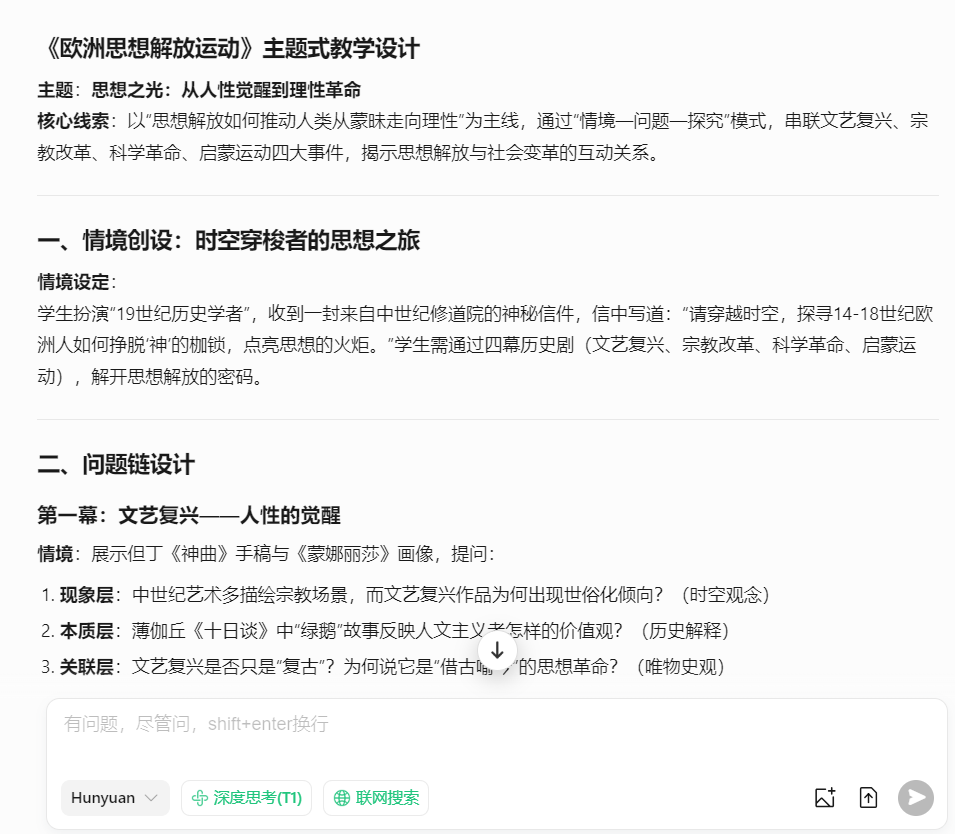 《欧洲思想解放运动》主题式教学设计
主题：思想之光：从人性觉醒到理性革命
核心线索：以“思想解放如何推动人类从蒙昧走向理性”为主线，通过“情境—问题—探究”模式，串联文艺复兴、宗
教改革、科学革命、启蒙运动四大事件，揭示思想解放与社会变革的互动关系。
一、情境创设：时空穿梭者的思想之旅
情境设定：
学生扮演“19世纪历史学者”，收到一封来自中世纪修道院的神秘信件，信中写道：“请穿越时空，探寻14-18世纪欧
洲人如何挣脱‘神’的枷锁，点亮思想的火炬。”学生需通过四幕历史剧（文艺复兴、宗教改革、科学革命、启蒙运
动），解开思想解放的密码。
二、问题链设计
第一幕：文艺复兴——人性的觉醒
情境：展示但丁《神曲》手稿与《蒙娜丽莎》画像，提问：
1. 现象层：中世纪艺术多描绘宗教场景，而文艺复兴作品为何出现世俗化倾向？（时空观念）
2. 本质层：薄伽丘《十日谈》中“绿鹅”故事反映人文主义者怎样的价值观？（历史解释）
3. 关联层：文艺复兴是否只是“复古”？为何说它是“借古喻”的思想革命？（唯物史观）
有问题，尽管问，shift+enter换行
Hunyuan 深度思考(T1) 联网搜索